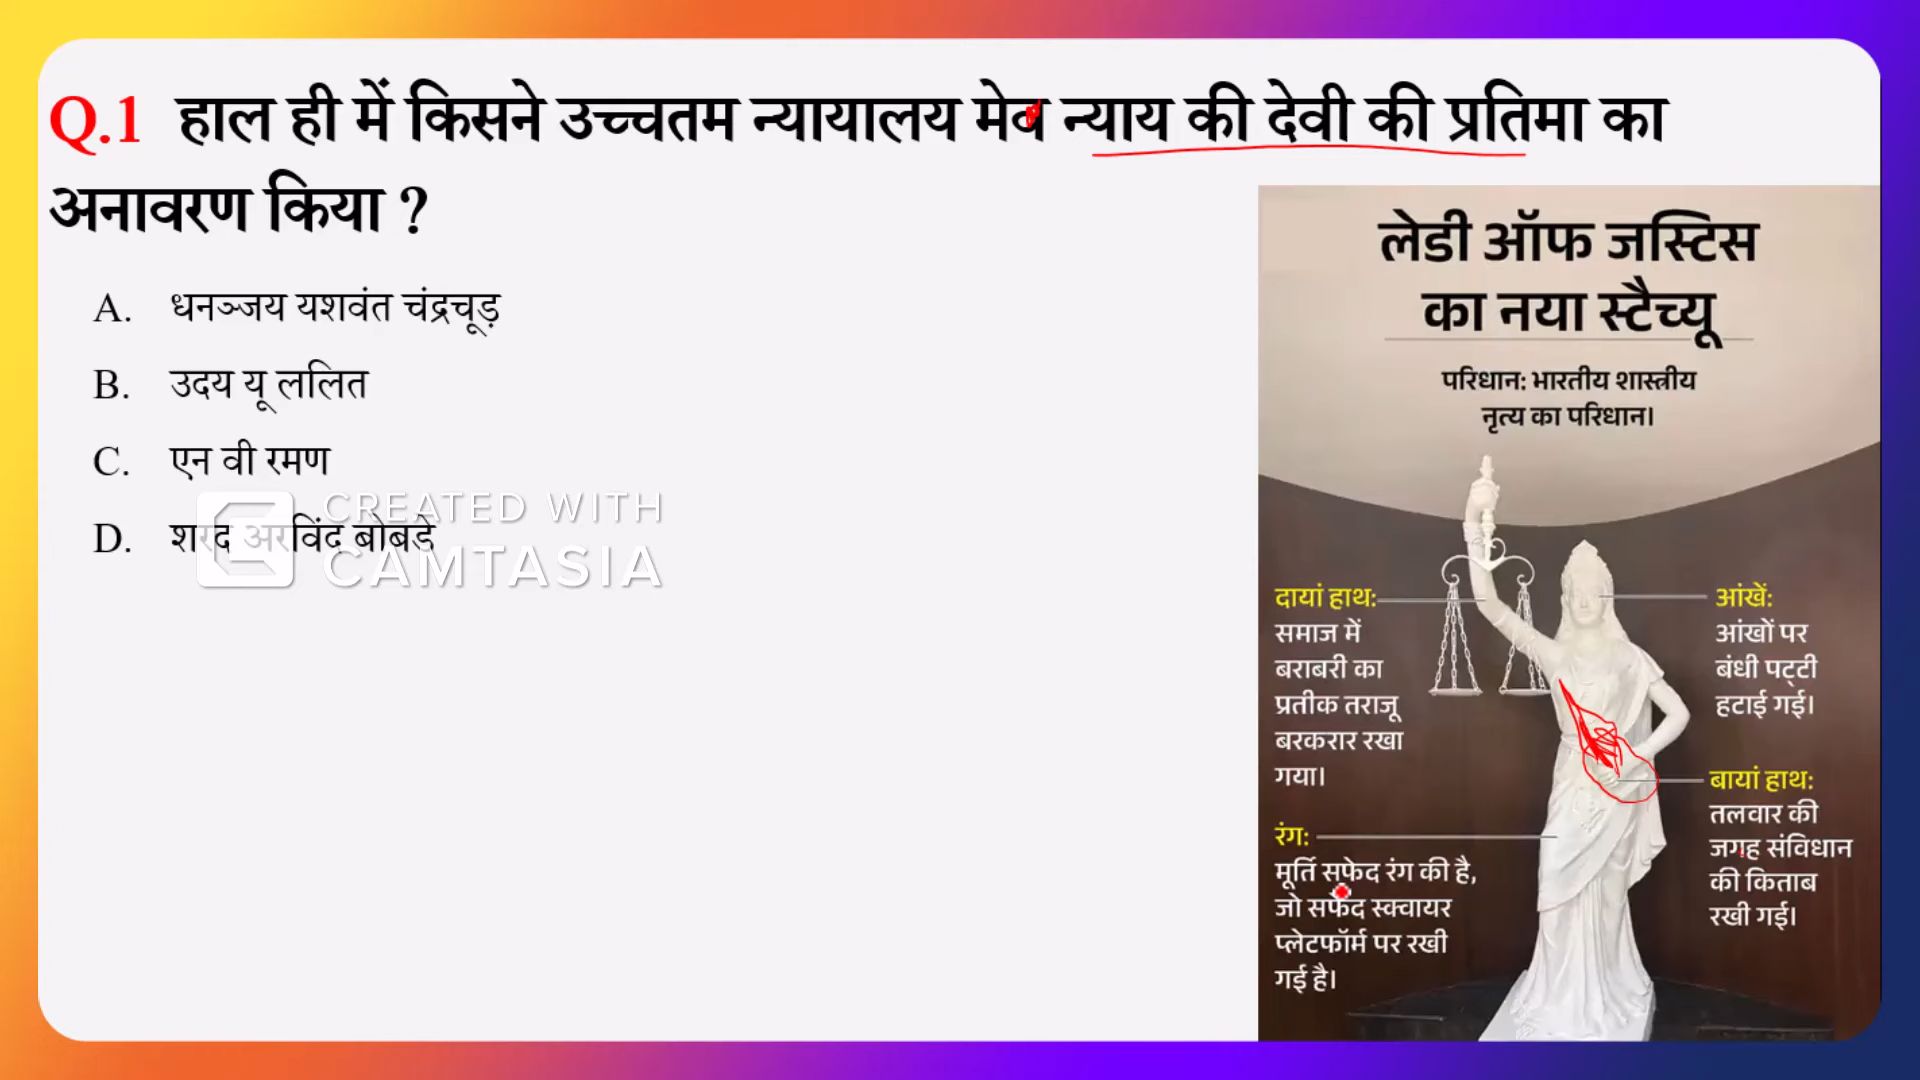 Q.1 हाल ही में किसने उच्चतम न्यायालय मेव न्याय की देवी की प्रतिमा का
अनावरण किया ?
A. धनञ्जय यशवंत चंद्रचूड़
B. उदय यू ललित
C. एन वी रमण
D. शरद अरविंद बोबडे
CREATED WITH
CAMTASIA
लेडी ऑफ जस्टिस
का नया स्टैच्यू
परिधान: भारतीय शास्त्रीय
नृत्य का परिधान।
दायां हाथ:
समाज में
बराबरी का
प्रतीक तराजू
बरकरार रखा
गया।
रंग:
मूर्ति सफेद रंग की है,
जो सफेद स्क्वायर
प्लेटफॉर्म पर रखी
गई है।
आंखें:
आंखों पर
बंधी पट्टी
हटाई गई।
बायां हाथ:
तलवार की
जगह संविधान
की किताब
रखी गई।